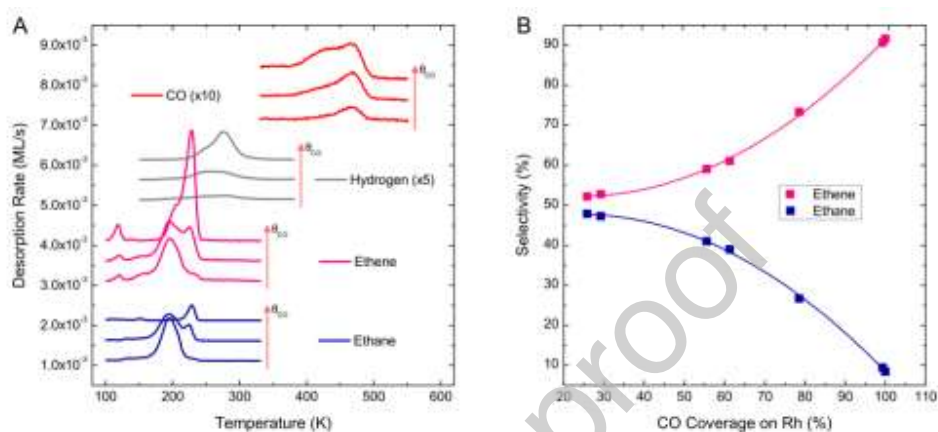 A
9.0x10⁻³
8.0x10⁻³
7.0x10⁻³
6.0x10⁻³
5.0x10⁻³
4.0x10⁻³
3.0x10⁻³
2.0x10⁻³
1.0x10⁻³
Desorption Rate (ML/s)
CO (x10)
θCO
θCO
Hydrogen (x5)
θCO
Ethene
θCO
Ethane
100 200 300 400 500 600
Temperature (K)
B
90
80
70
60
50
40
30
20
10
Selectivity (%)
Ethene
Ethane
20 30 40 50 60 70 80 90 100 110
CO Coverage on Rh (%)
proof